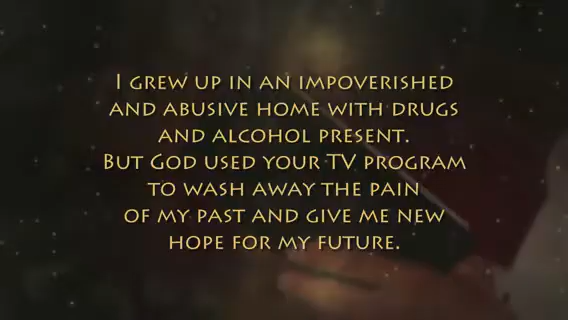 I grew up in an impoverished
and abusive home with drugs
and alcohol present.
But God used your TV program
to wash away the pain
of my past and give me new
hope for my future.